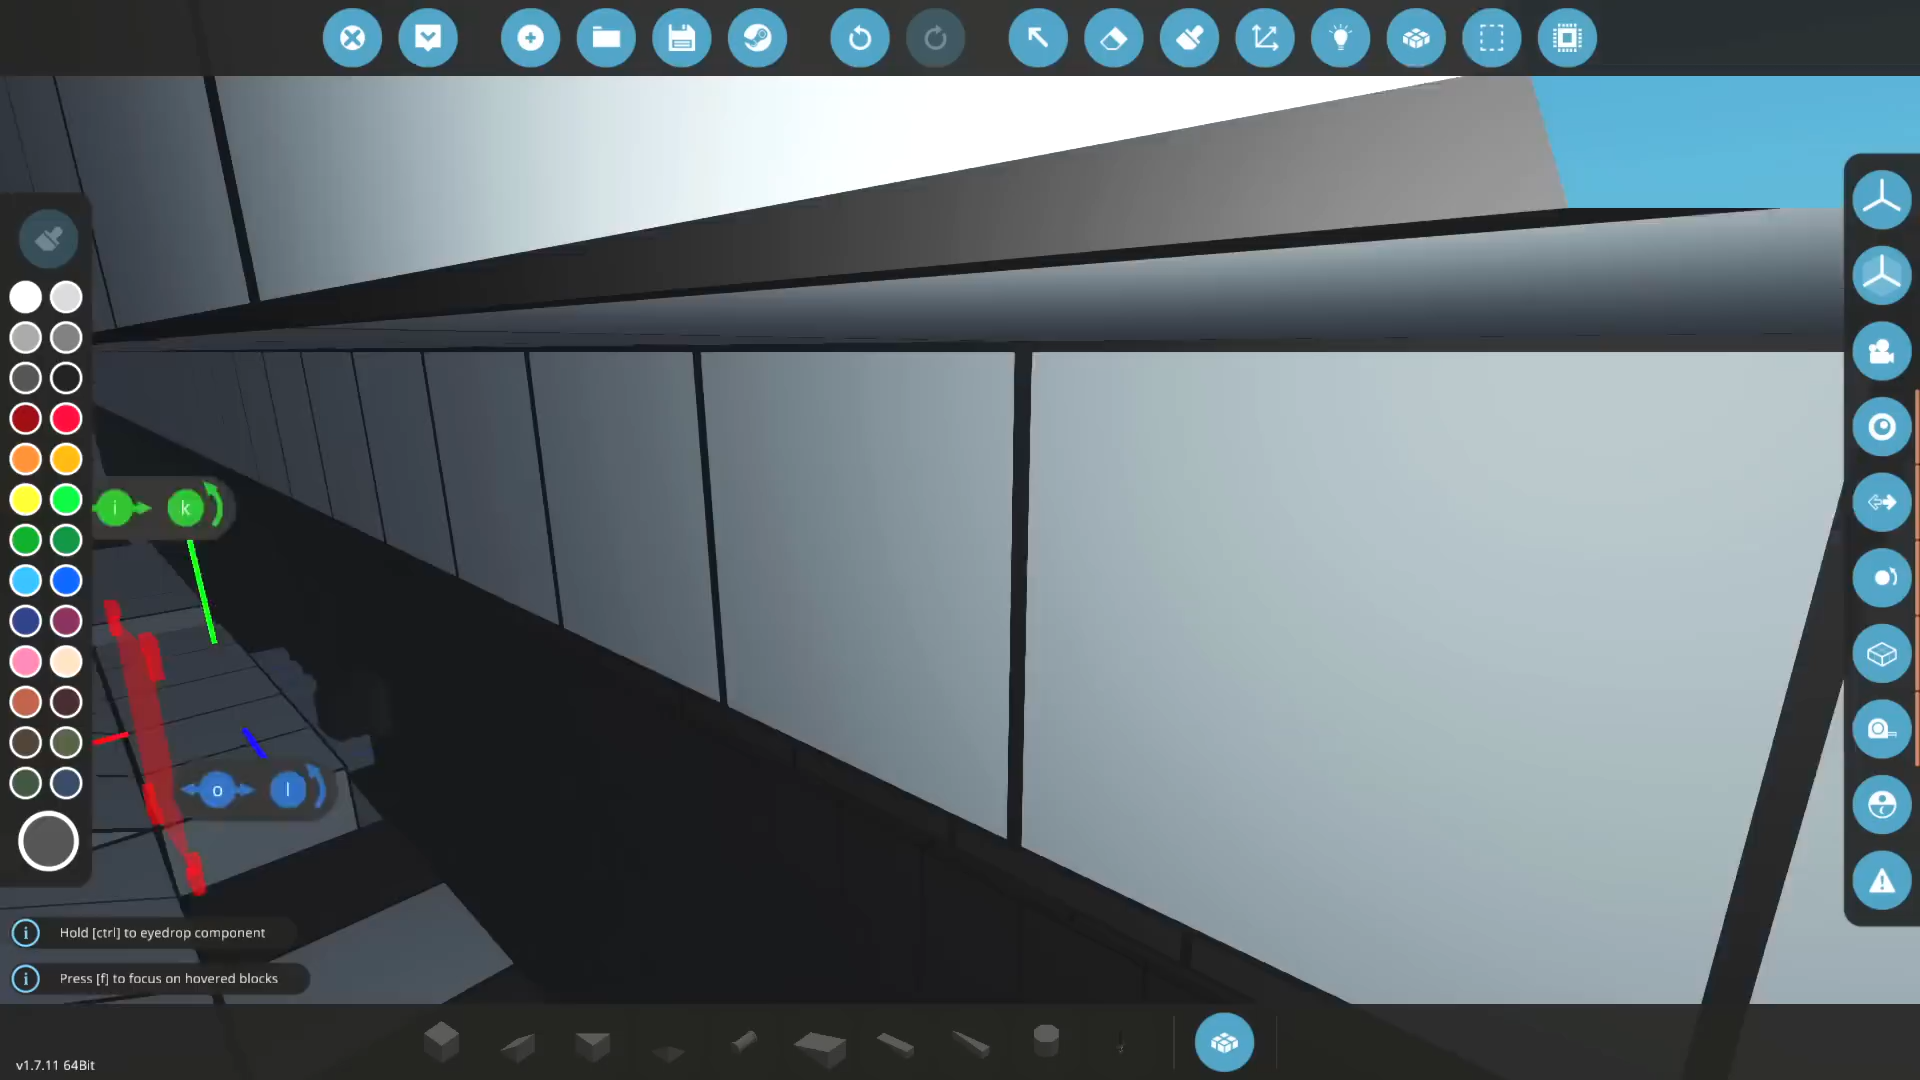 i
k
o
l
Hold [ctrl] to eyedrop component
Press [f] to focus on hovered blocks
v1.7.11 64Bit